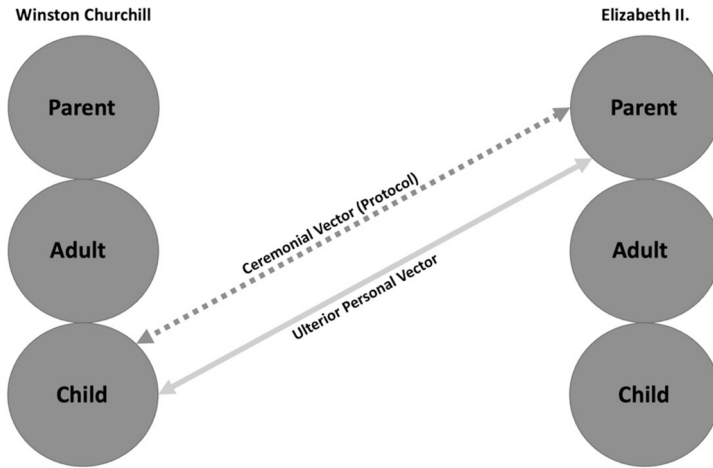 Winston Churchill
Elizabeth II.
Parent
Parent
Ceremonial Vector (Protocol)
Adult
Adult
Ulterior Personal Vector
Child
Child